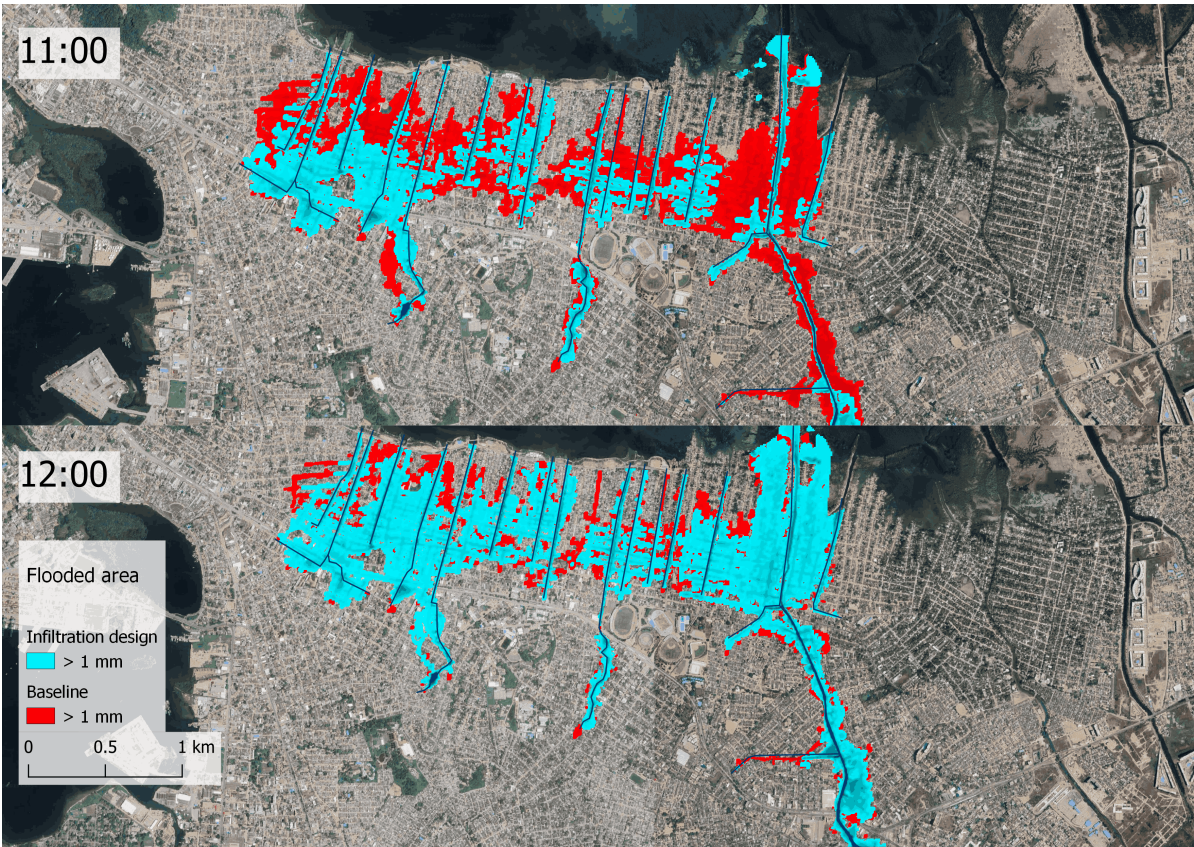 11:00
12:00
Flooded area
Infiltration design
> 1 mm
Baseline
> 1 mm
0 0.5 1 km